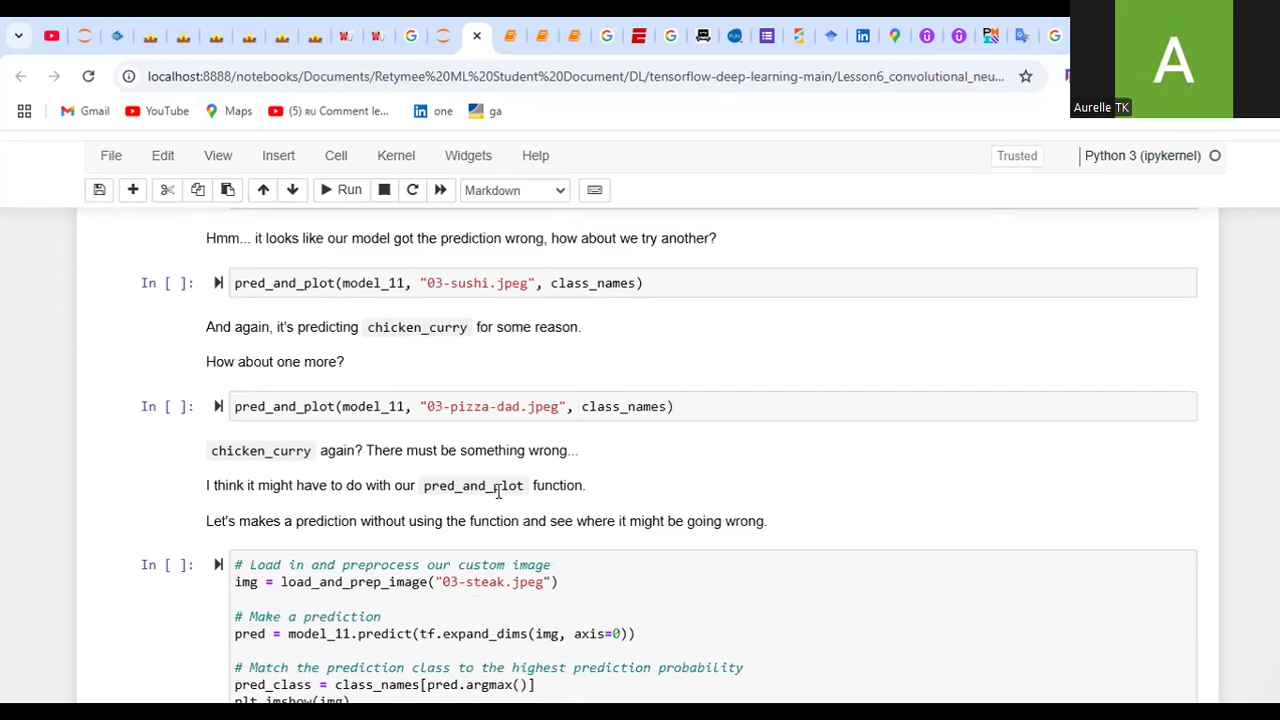 localhost:8888/notebooks/Documents/Retymee%20ML%20Student%20Document/DL/tensorflow-deep-learning-main/Lesson6_convolutional_neu...
Gmail YouTube Maps (1) ยน Comment le... one ga
A
Aurelle TK
File Edit View Insert Cell Kernel Widgets Help Trusted Python 3 (ipykernel)
Run Markdown
Hmm... it looks like our model got the prediction wrong, how about we try another?
In [ ]: pred_and_plot(model_11, "03-sushi.jpeg", class_names)
And again, it's predicting chicken_curry for some reason.
How about one more?
In [ ]: pred_and_plot(model_11, "03-pizza-dad.jpeg", class_names)
chicken_curry again? There must be something wrong...
I think it might have to do with our pred_and_plot function.
Let's makes a prediction without using the function and see where it might be going wrong.
In [ ]: # Load in and preprocess our custom image
img = load_and_prep_image("03-steak.jpeg")
# Make a prediction
pred = model_11.predict(tf.expand_dims(img, axis=0))
# Match the prediction class to the highest prediction probability
pred_class = class_names[pred.argmax()]
plt.imshow(img)